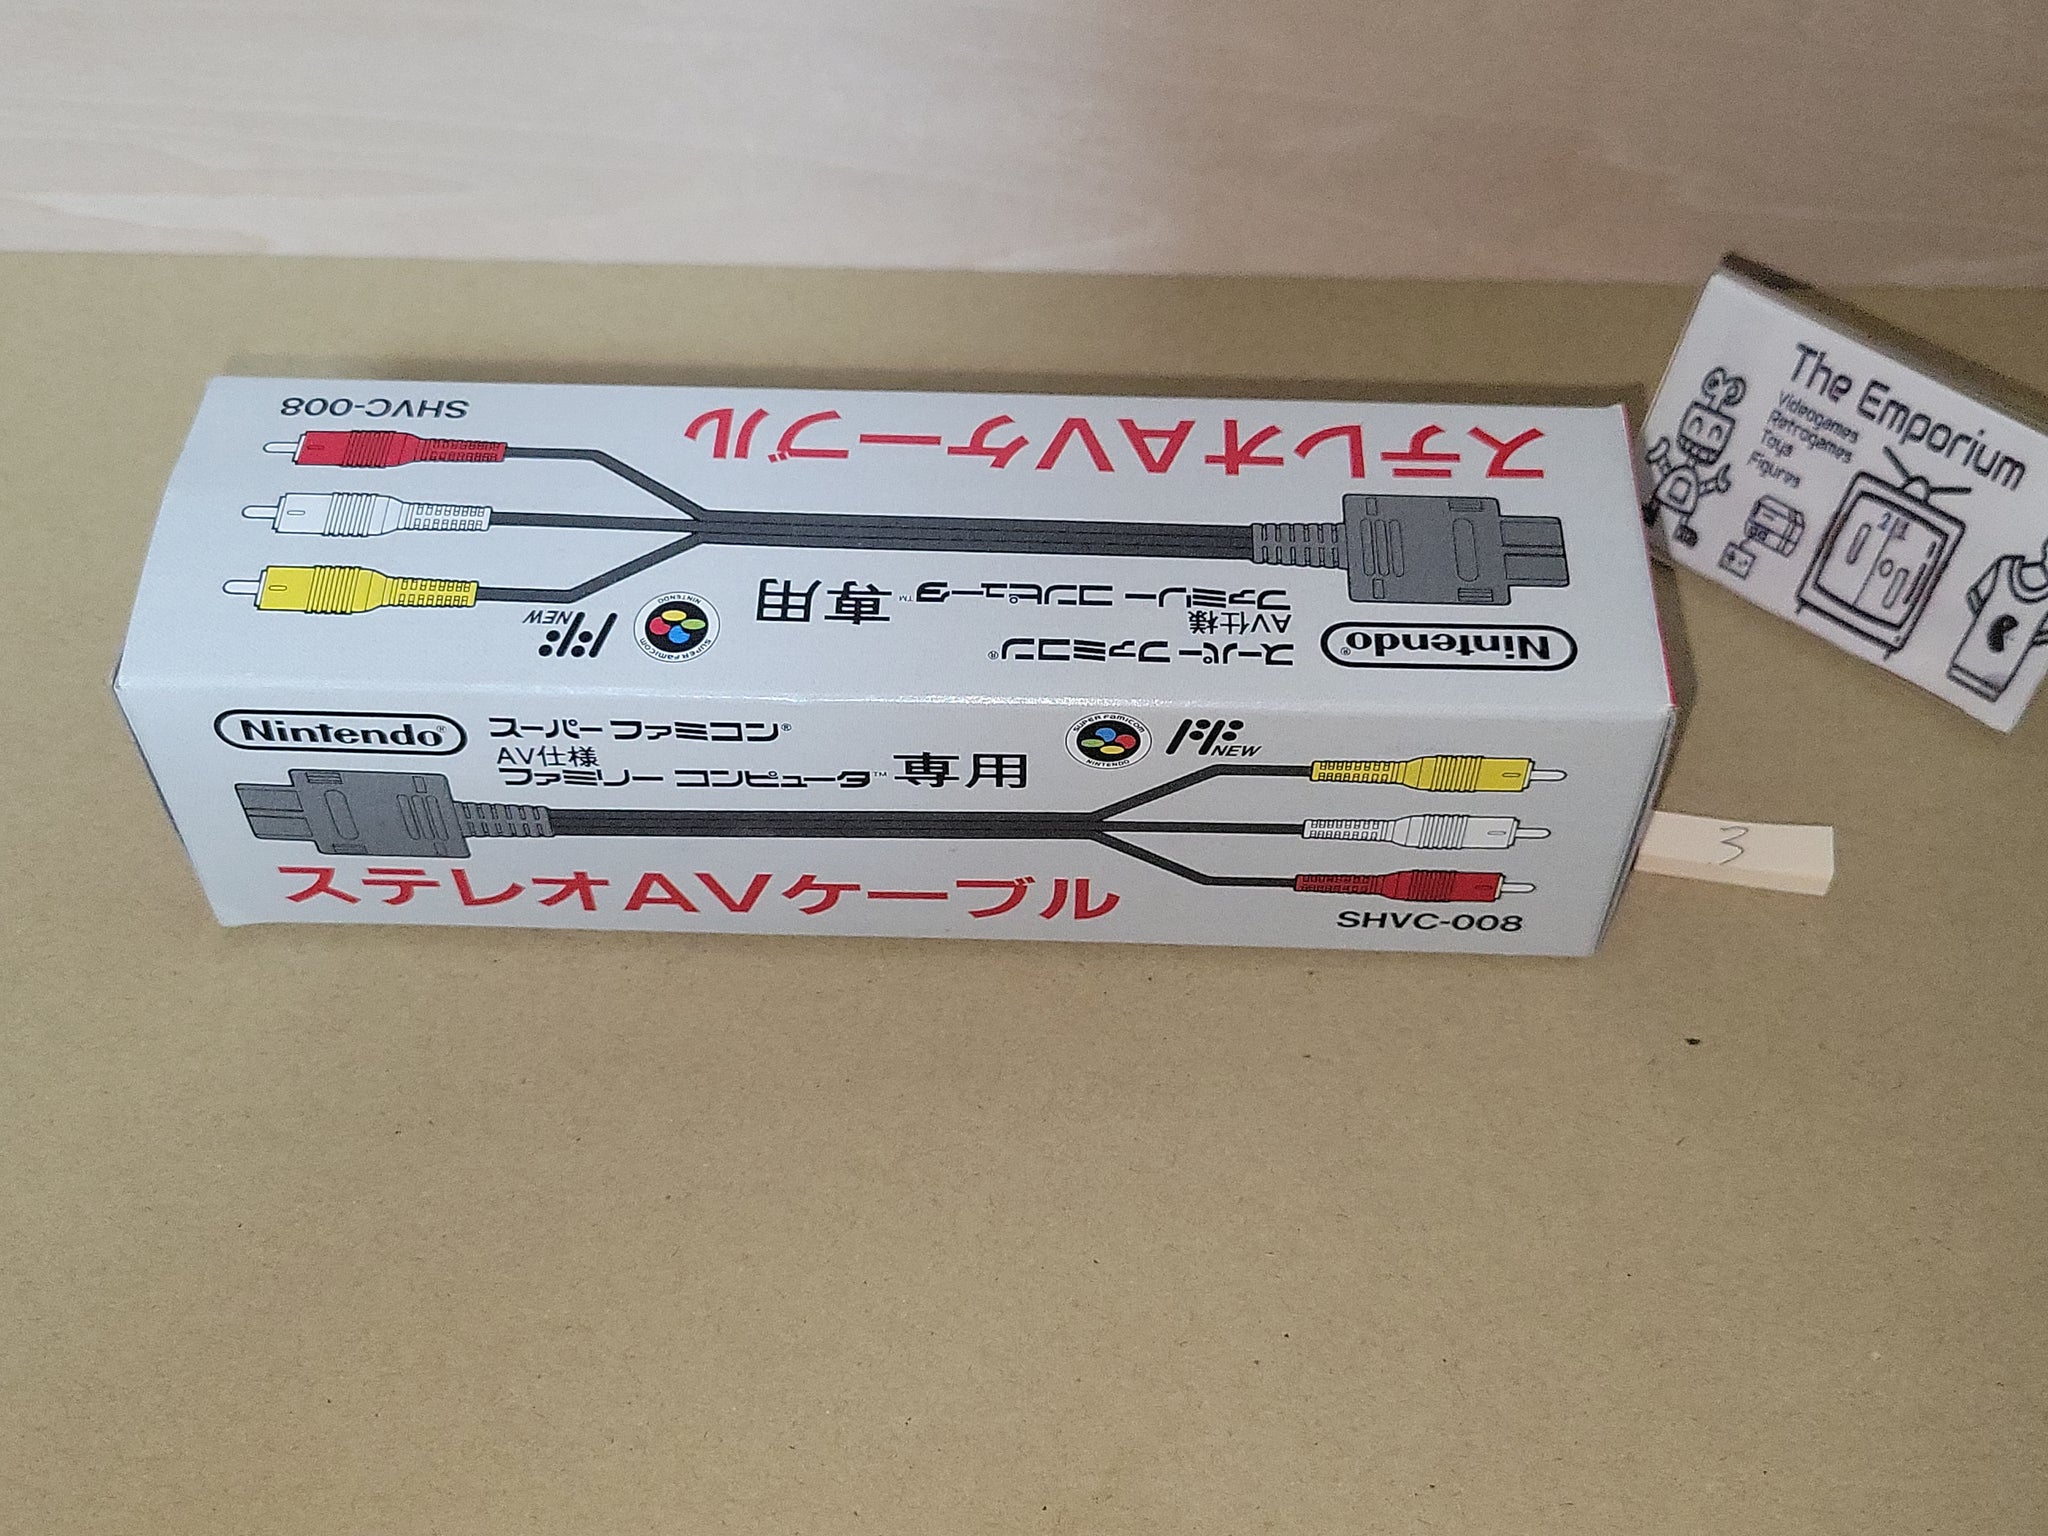 SHVC-008
ステレオAVケーブル
NEW
SUPER FAMICOM
NINTENDO
専用
ファミリー コンピュータ™
AV仕様
スーパー ファミコン®
Nintendo®
Nintendo®
スーパー ファミコン®
AV仕様
ファミリー コンピュータ™ 専用
SUPER FAMICOM
NINTENDO
NEW
ステレオAVケーブル
SHVC-008
The Emporium
Videogames
Retrogames
Toys
Figures
2|1
3